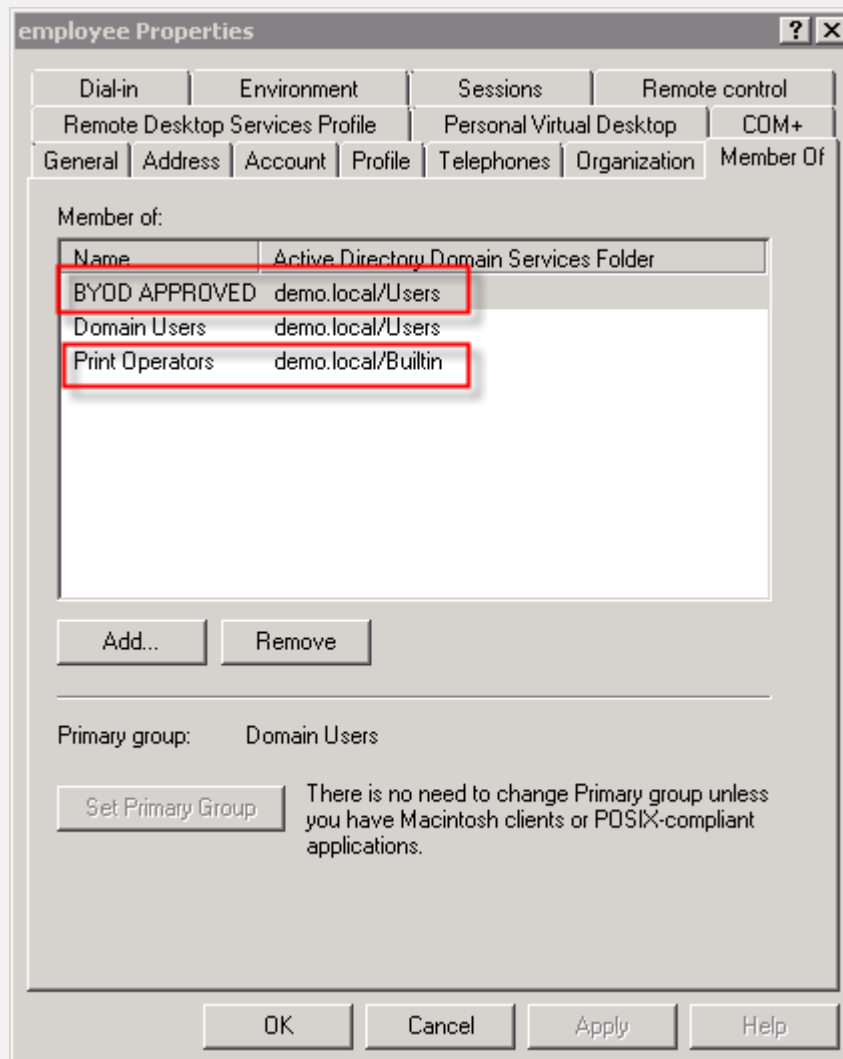 employee Properties
Dial-in Environment Sessions Remote control
Remote Desktop Services Profile Personal Virtual Desktop COM+
General Address Account Profile Telephones Organization Member Of
Member of:
Name Active Directory Domain Services Folder
BYOD APPROVED demo.local/Users
Domain Users demo.local/Users
Print Operators demo.local/Builtin
Add... Remove
Primary group: Domain Users
Set Primary Group
There is no need to change Primary group unless
you have Macintosh clients or POSIX-compliant
applications.
OK Cancel Apply Help